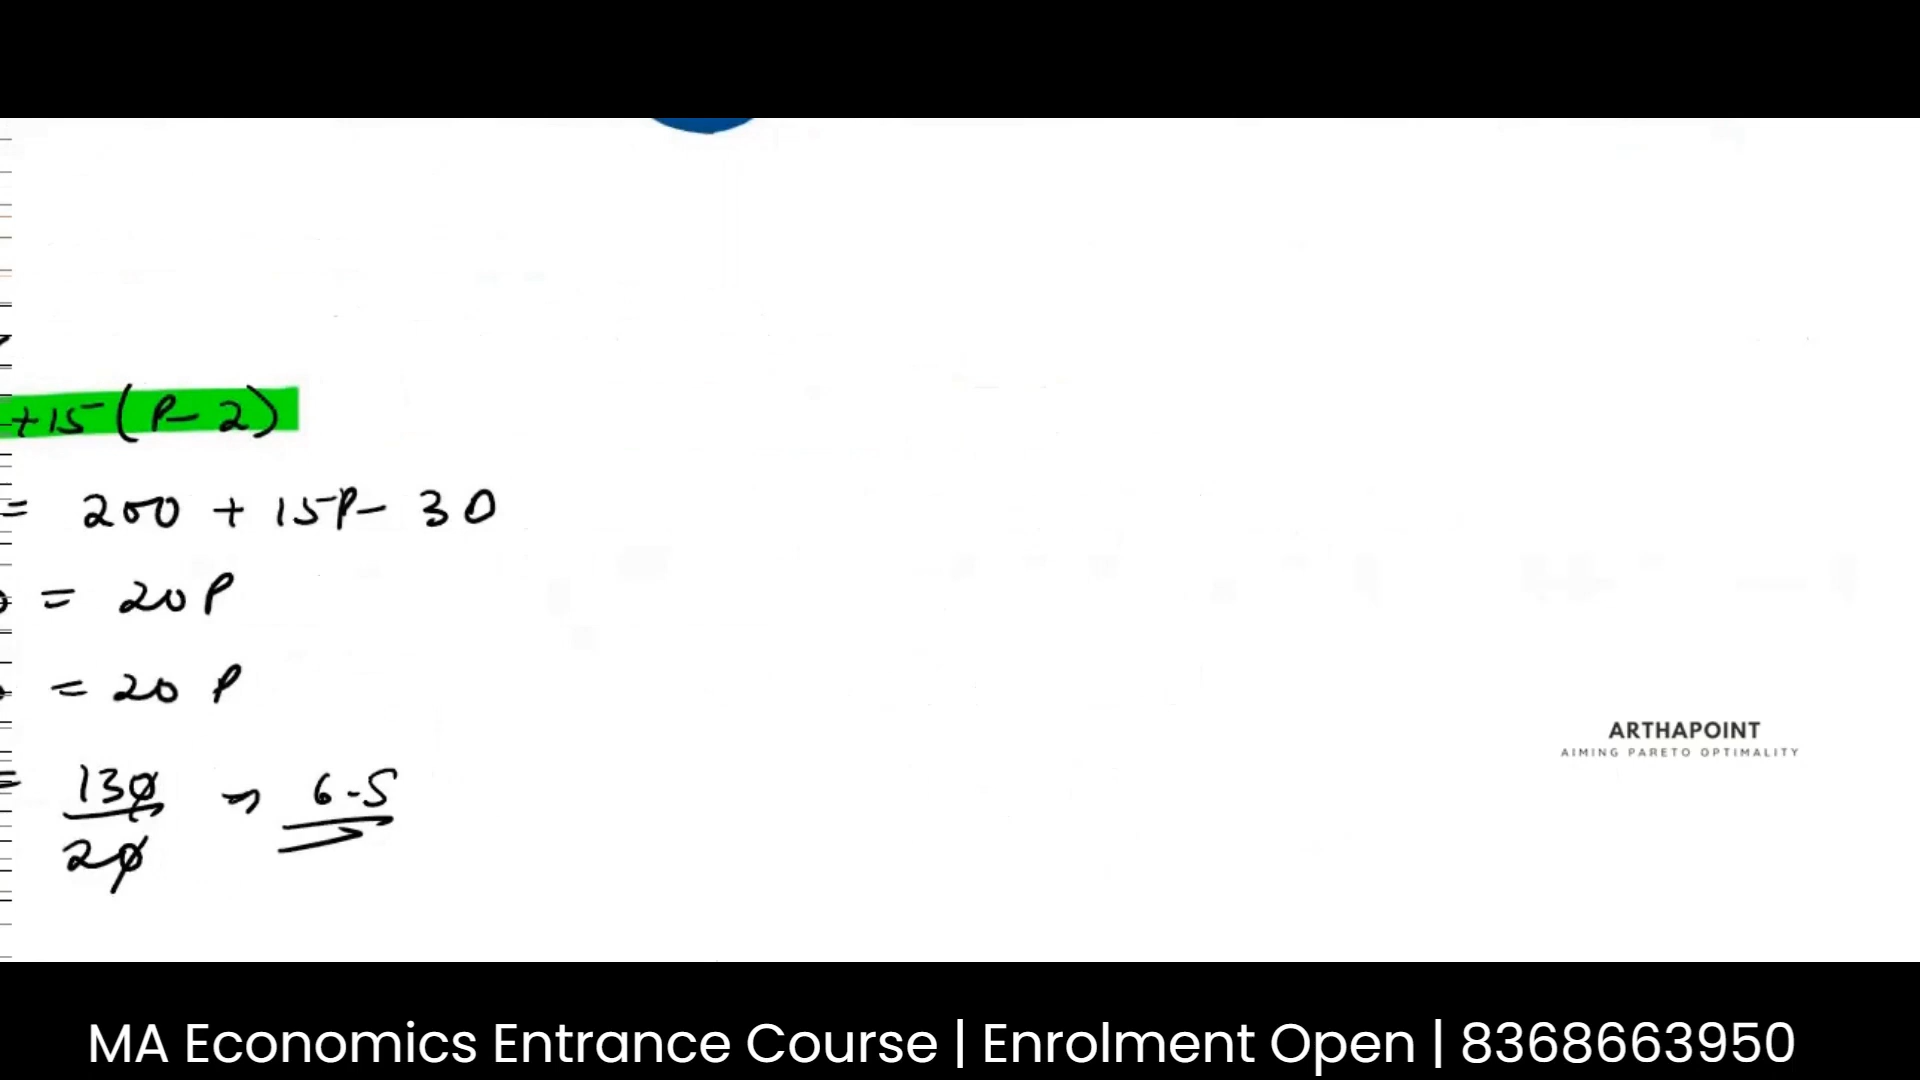 +15 (P - 2)
= 200 + 15P - 30
= 20P
= 20 P
= 130/20 → 6.5
ARTHAPOINT
AIMING PARETO OPTIMALITY
MA Economics Entrance Course | Enrolment Open | 8368663950